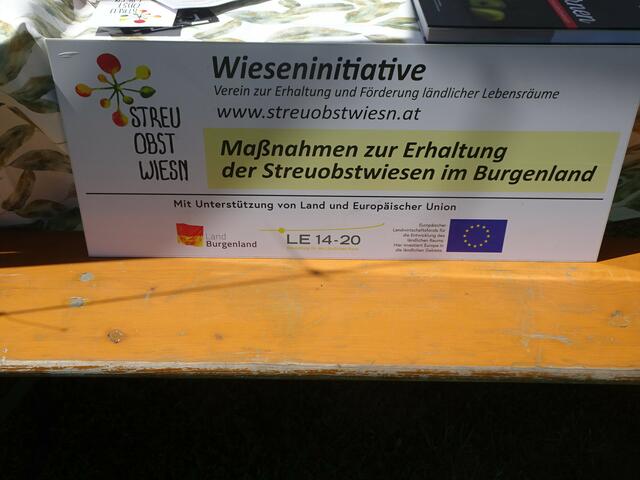 Wieseninitiative
Verein zur Erhaltung und Förderung ländlicher Lebensräume
www.streuobstwiesn.at
STREU
OBST
WIESN
Maßnahmen zur Erhaltung
der Streuobstwiesen im Burgenland
Mit Unterstützung von Land und Europäischer Union
Land
Burgenland
LE 14-20
Europäischer
Landwirtschaftsfonds für
die Entwicklung des
ländlichen Raums:
Hier investiert Europa in
die ländlichen Gebiete.